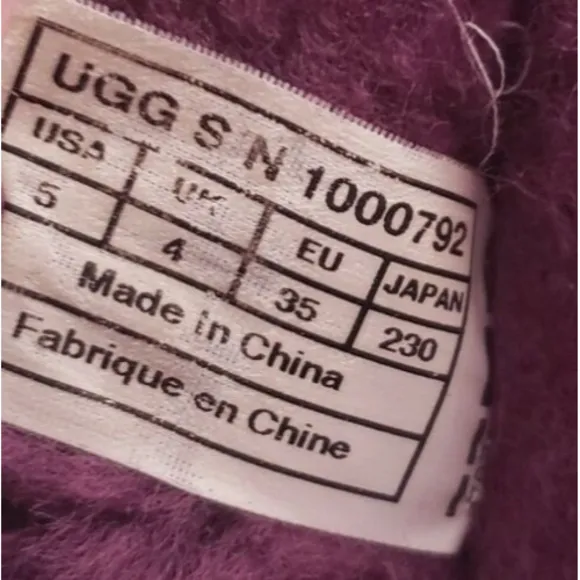 UGG S N 1000792
USA UK EU JAPAN
5 4 35 230
Made in China
Fabrique en Chine